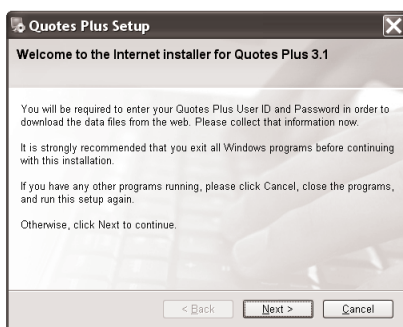 Quotes Plus Setup
Welcome to the Internet installer for Quotes Plus 3.1
You will be required to enter your Quotes Plus User ID and Password in order to
download the data files from the web. Please collect that information now.
It is strongly recommended that you exit all Windows programs before continuing
with this installation.
If you have any other programs running, please click Cancel, close the programs,
and run this setup again.
Otherwise, click Next to continue.
< Back Next > Cancel